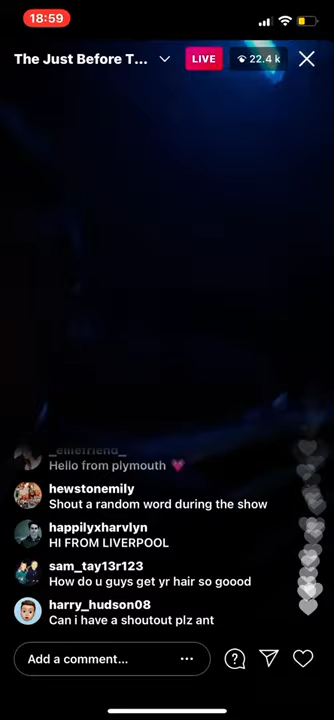 18:59
The Just Before T...
LIVE
22.4 k
_elliefriend_
Hello from plymouth 💗
hewstonemily
Shout a random word during the show
happilyxharvlyn
HI FROM LIVERPOOL
sam_tay13r123
How do u guys get yr hair so goood
harry_hudson08
Can i have a shoutout plz ant
Add a comment...